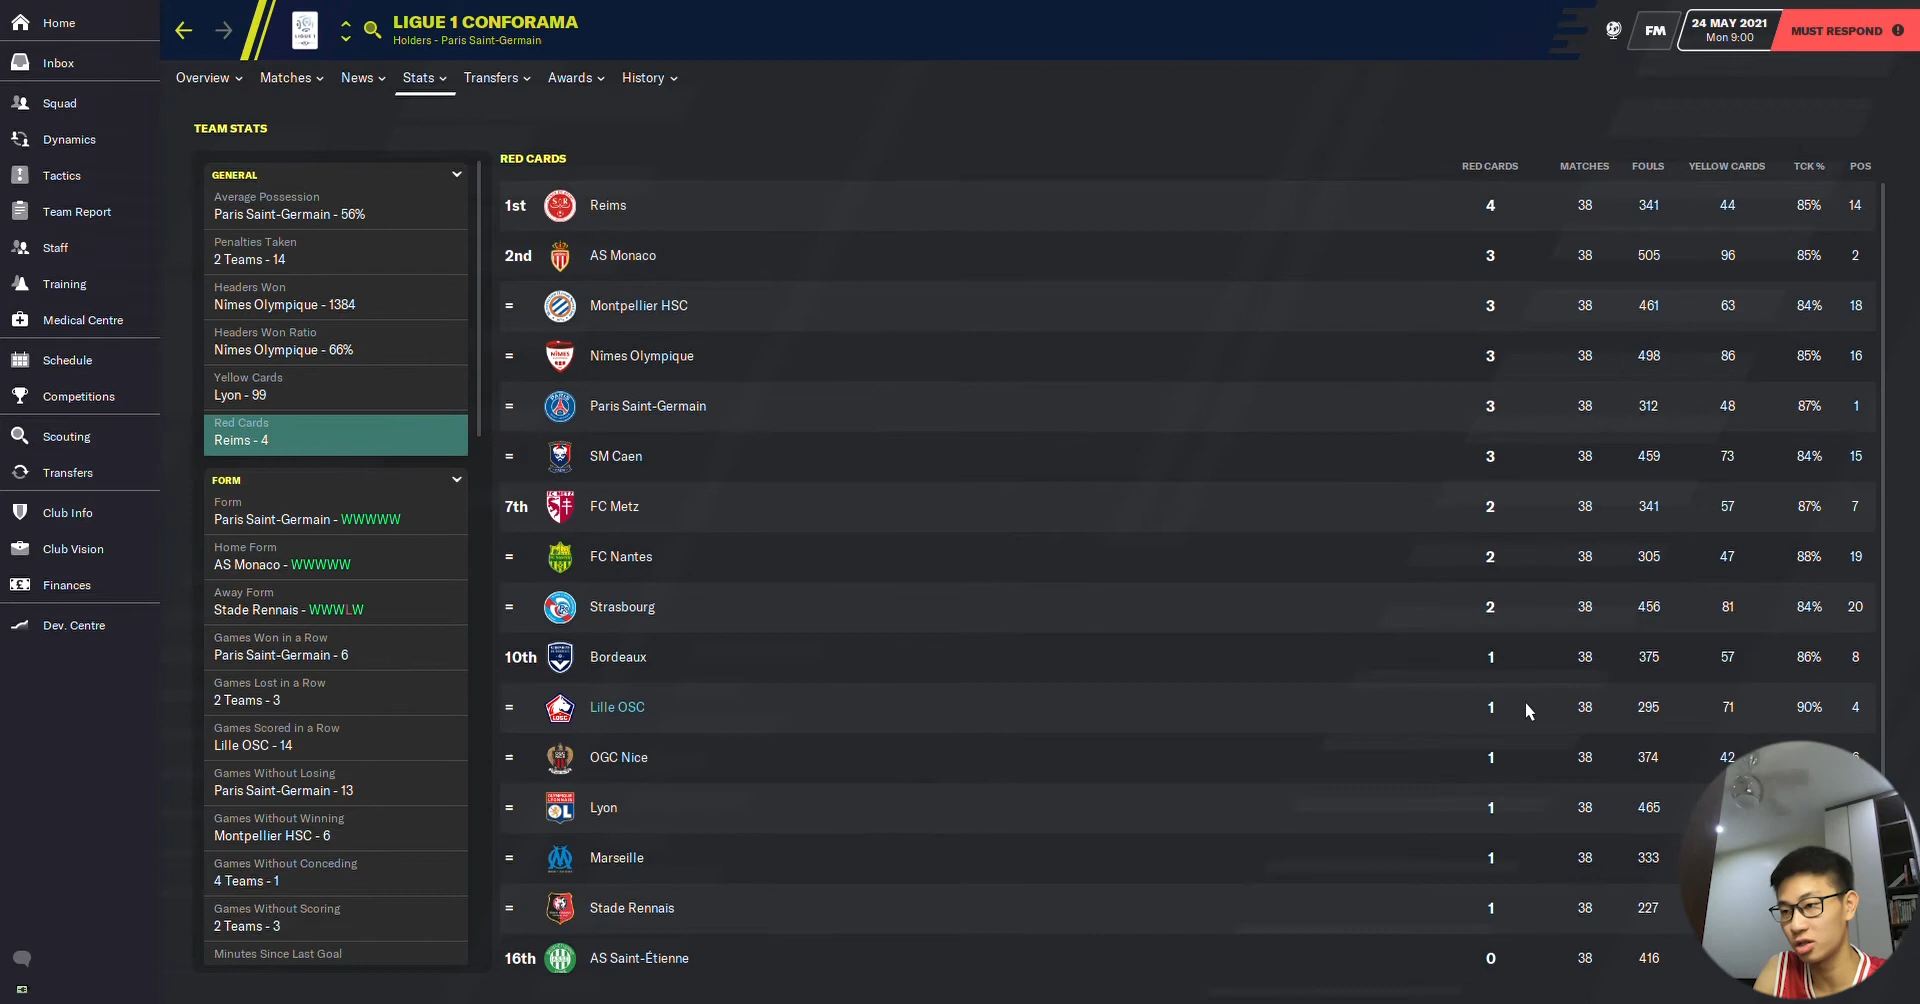 Home
Inbox
Squad
Dynamics
Tactics
Team Report
Staff
Training
Medical Centre
Schedule
Competitions
Scouting
Transfers
Club Info
Club Vision
Finances
Dev. Centre
LIGUE 1 CONFORAMA
Holders - Paris Saint-Germain
FM
24 MAY 2021
Mon 9:00
MUST RESPOND
Overview Matches News Stats Transfers Awards History
TEAM STATS
GENERAL
Average Possession
Paris Saint-Germain - 56%
Penalties Taken
2 Teams - 14
Headers Won
Nîmes Olympique - 1384
Headers Won Ratio
Nîmes Olympique - 66%
Yellow Cards
Lyon - 99
Red Cards
Reims - 4
FORM
Form
Paris Saint-Germain - WWWWW
Home Form
AS Monaco - WWWWW
Away Form
Stade Rennais - WWWLW
Games Won in a Row
Paris Saint-Germain - 6
Games Lost in a Row
2 Teams - 3
Games Scored in a Row
Lille OSC - 14
Games Without Losing
Paris Saint-Germain - 13
Games Without Winning
Montpellier HSC - 6
Games Without Conceding
4 Teams - 1
Games Without Scoring
2 Teams - 3
Minutes Since Last Goal
RED CARDS
RED CARDS MATCHES FOULS YELLOW CARDS TCK % POS
1st Reims 4 38 341 44 85% 14
2nd AS Monaco 3 38 505 96 85% 2
= Montpellier HSC 3 38 461 63 84% 18
= Nîmes Olympique 3 38 498 86 85% 16
= Paris Saint-Germain 3 38 312 48 87% 1
= SM Caen 3 38 459 73 84% 15
7th FC Metz 2 38 341 57 87% 7
= FC Nantes 2 38 305 47 88% 19
= Strasbourg 2 38 456 81 84% 20
10th Bordeaux 1 38 375 57 86% 8
= Lille OSC 1 38 295 71 90% 4
= OGC Nice 1 38 374 42
= Lyon 1 38 465
= Marseille 1 38 333
= Stade Rennais 1 38 227
16th AS Saint-Étienne 0 38 416